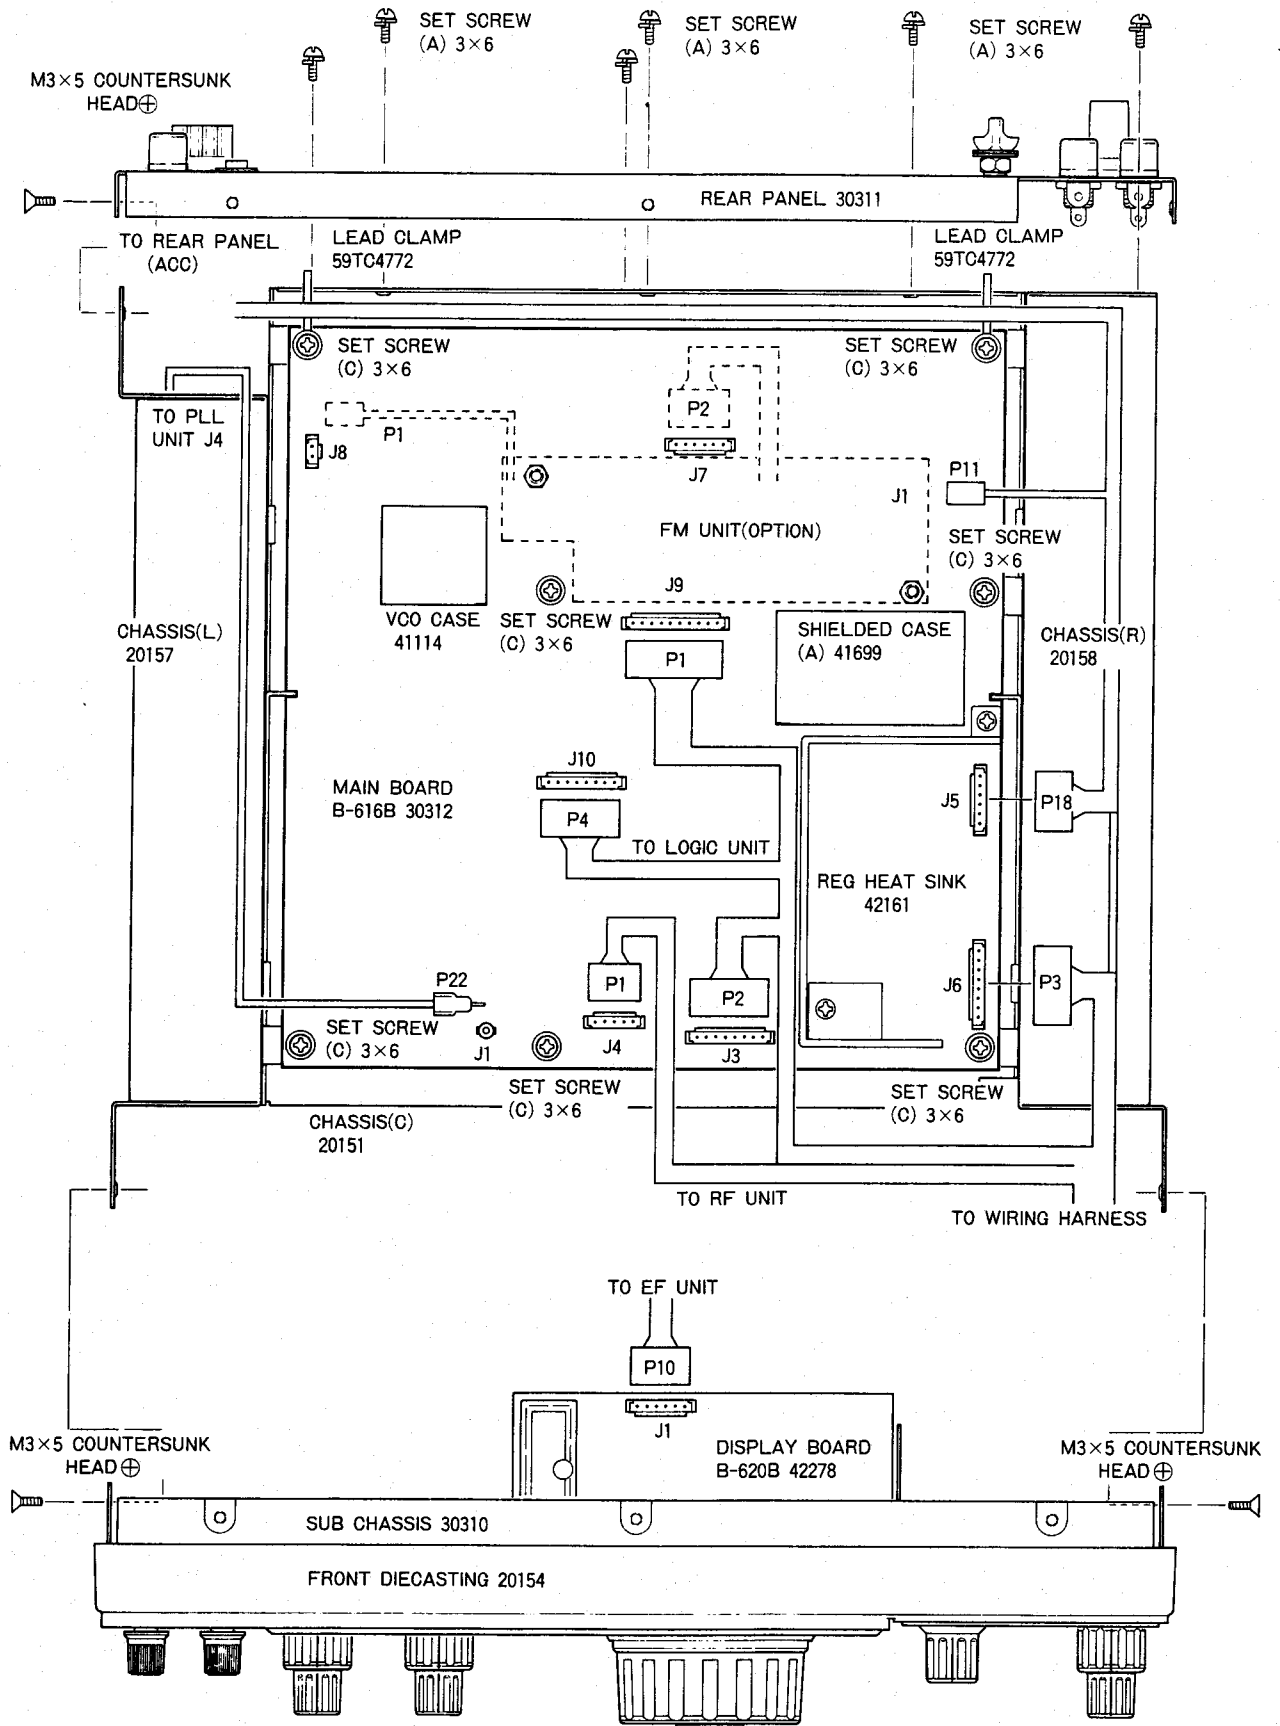 SET SCREW
(A) 3×6
SET SCREW
(A) 3×6
SET SCREW
(A) 3×6
M3×5 COUNTERSUNK
HEAD⊕
REAR PANEL 30311
TO REAR PANEL
(ACC)
LEAD CLAMP
59TC4772
LEAD CLAMP
59TC4772
SET SCREW
(C) 3×6
SET SCREW
(C) 3×6
TO PLL
UNIT J4
P1
P2
J8
J7
P11
J1
FM UNIT(OPTION)
SET SCREW
(C) 3×6
J9
VCO CASE
41114
SET SCREW
(C) 3×6
SHIELDED CASE
(A) 41699
CHASSIS(L)
20157
CHASSIS(R)
20158
P1
J10
MAIN BOARD
B-616B 30312
P4
J5
P18
TO LOGIC UNIT
REG HEAT SINK
42161
P22
P1
P2
J6
P3
SET SCREW
(C) 3×6
J1
J4
J3
SET SCREW
(C) 3×6
SET SCREW
(C) 3×6
CHASSIS(C)
20151
TO RF UNIT
TO WIRING HARNESS
TO EF UNIT
P10
J1
DISPLAY BOARD
B-620B 42278
M3×5 COUNTERSUNK
HEAD⊕
M3×5 COUNTERSUNK
HEAD⊕
SUB CHASSIS 30310
FRONT DIECASTING 20154